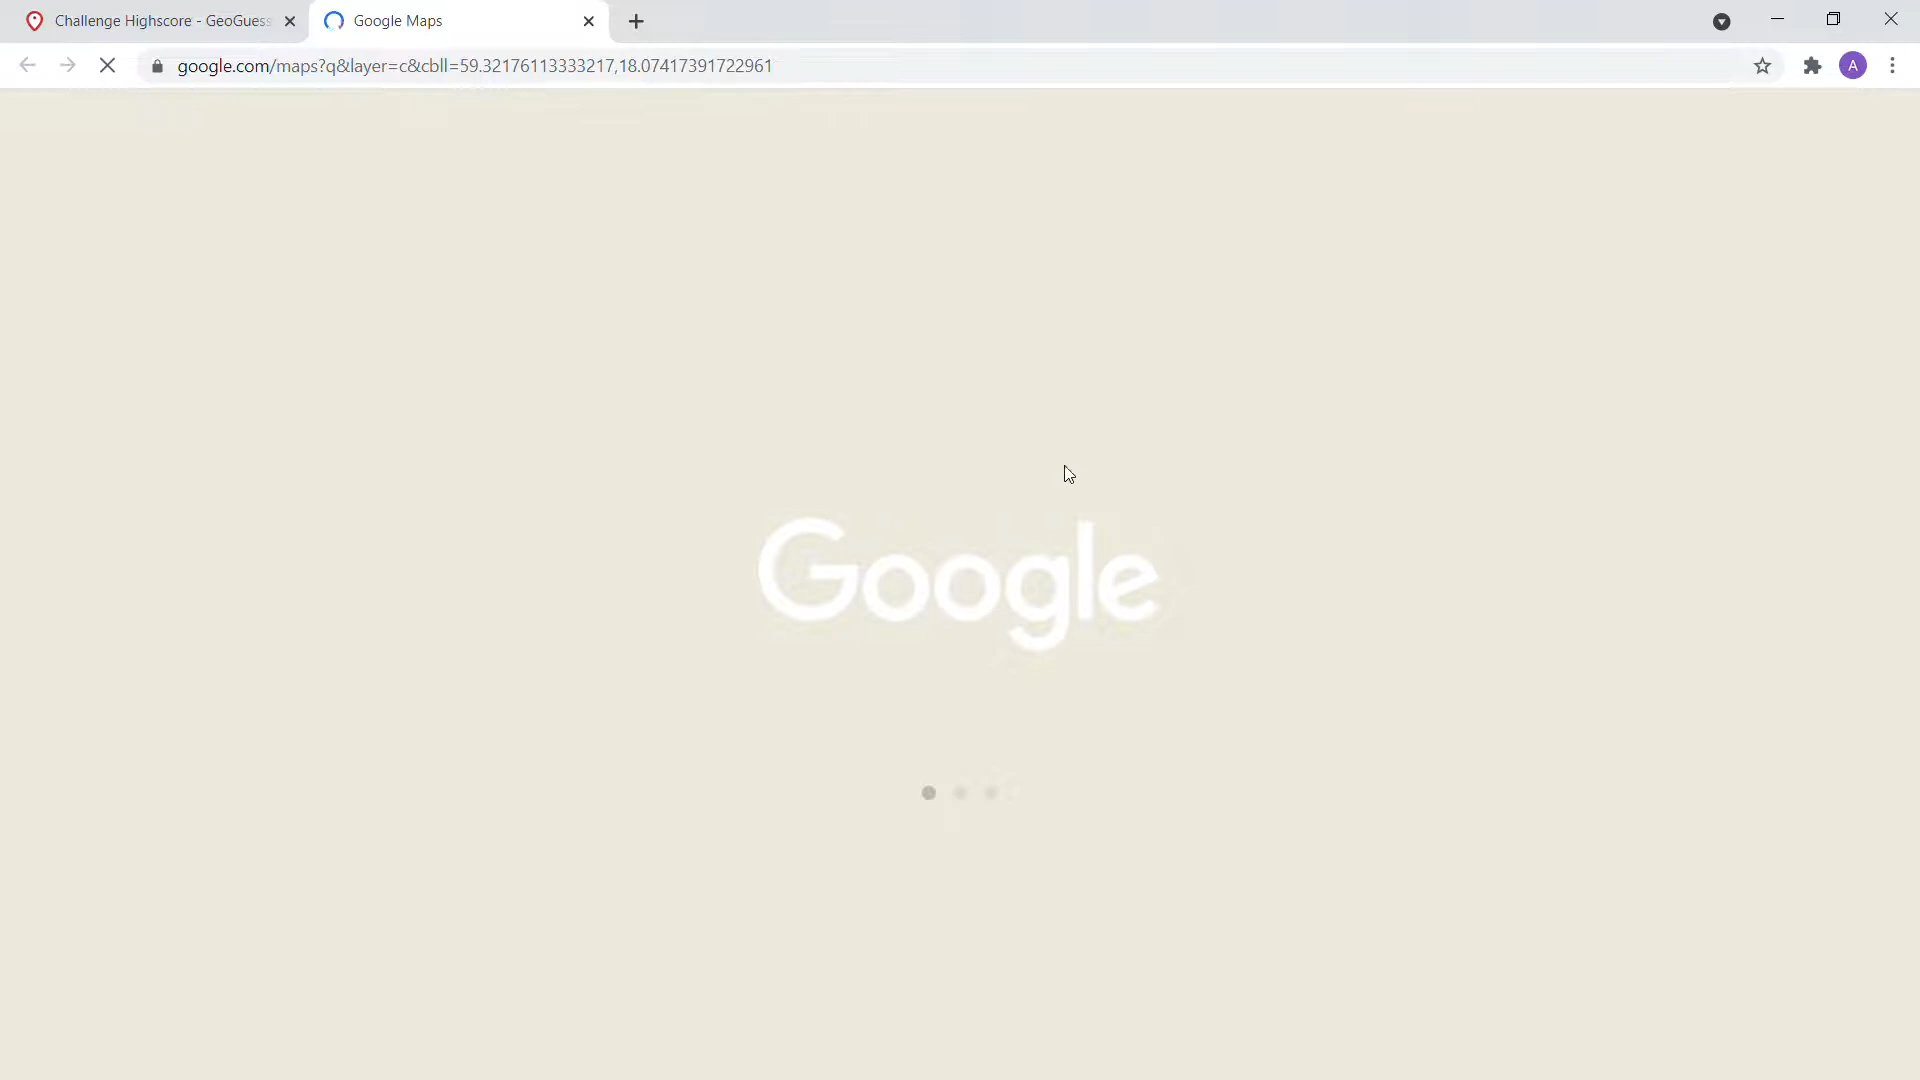 Challenge Highscore - GeoGuess
Google Maps
google.com/maps?q&layer=c&cbll=59.32176113333217,18.07417391722961
A
Google